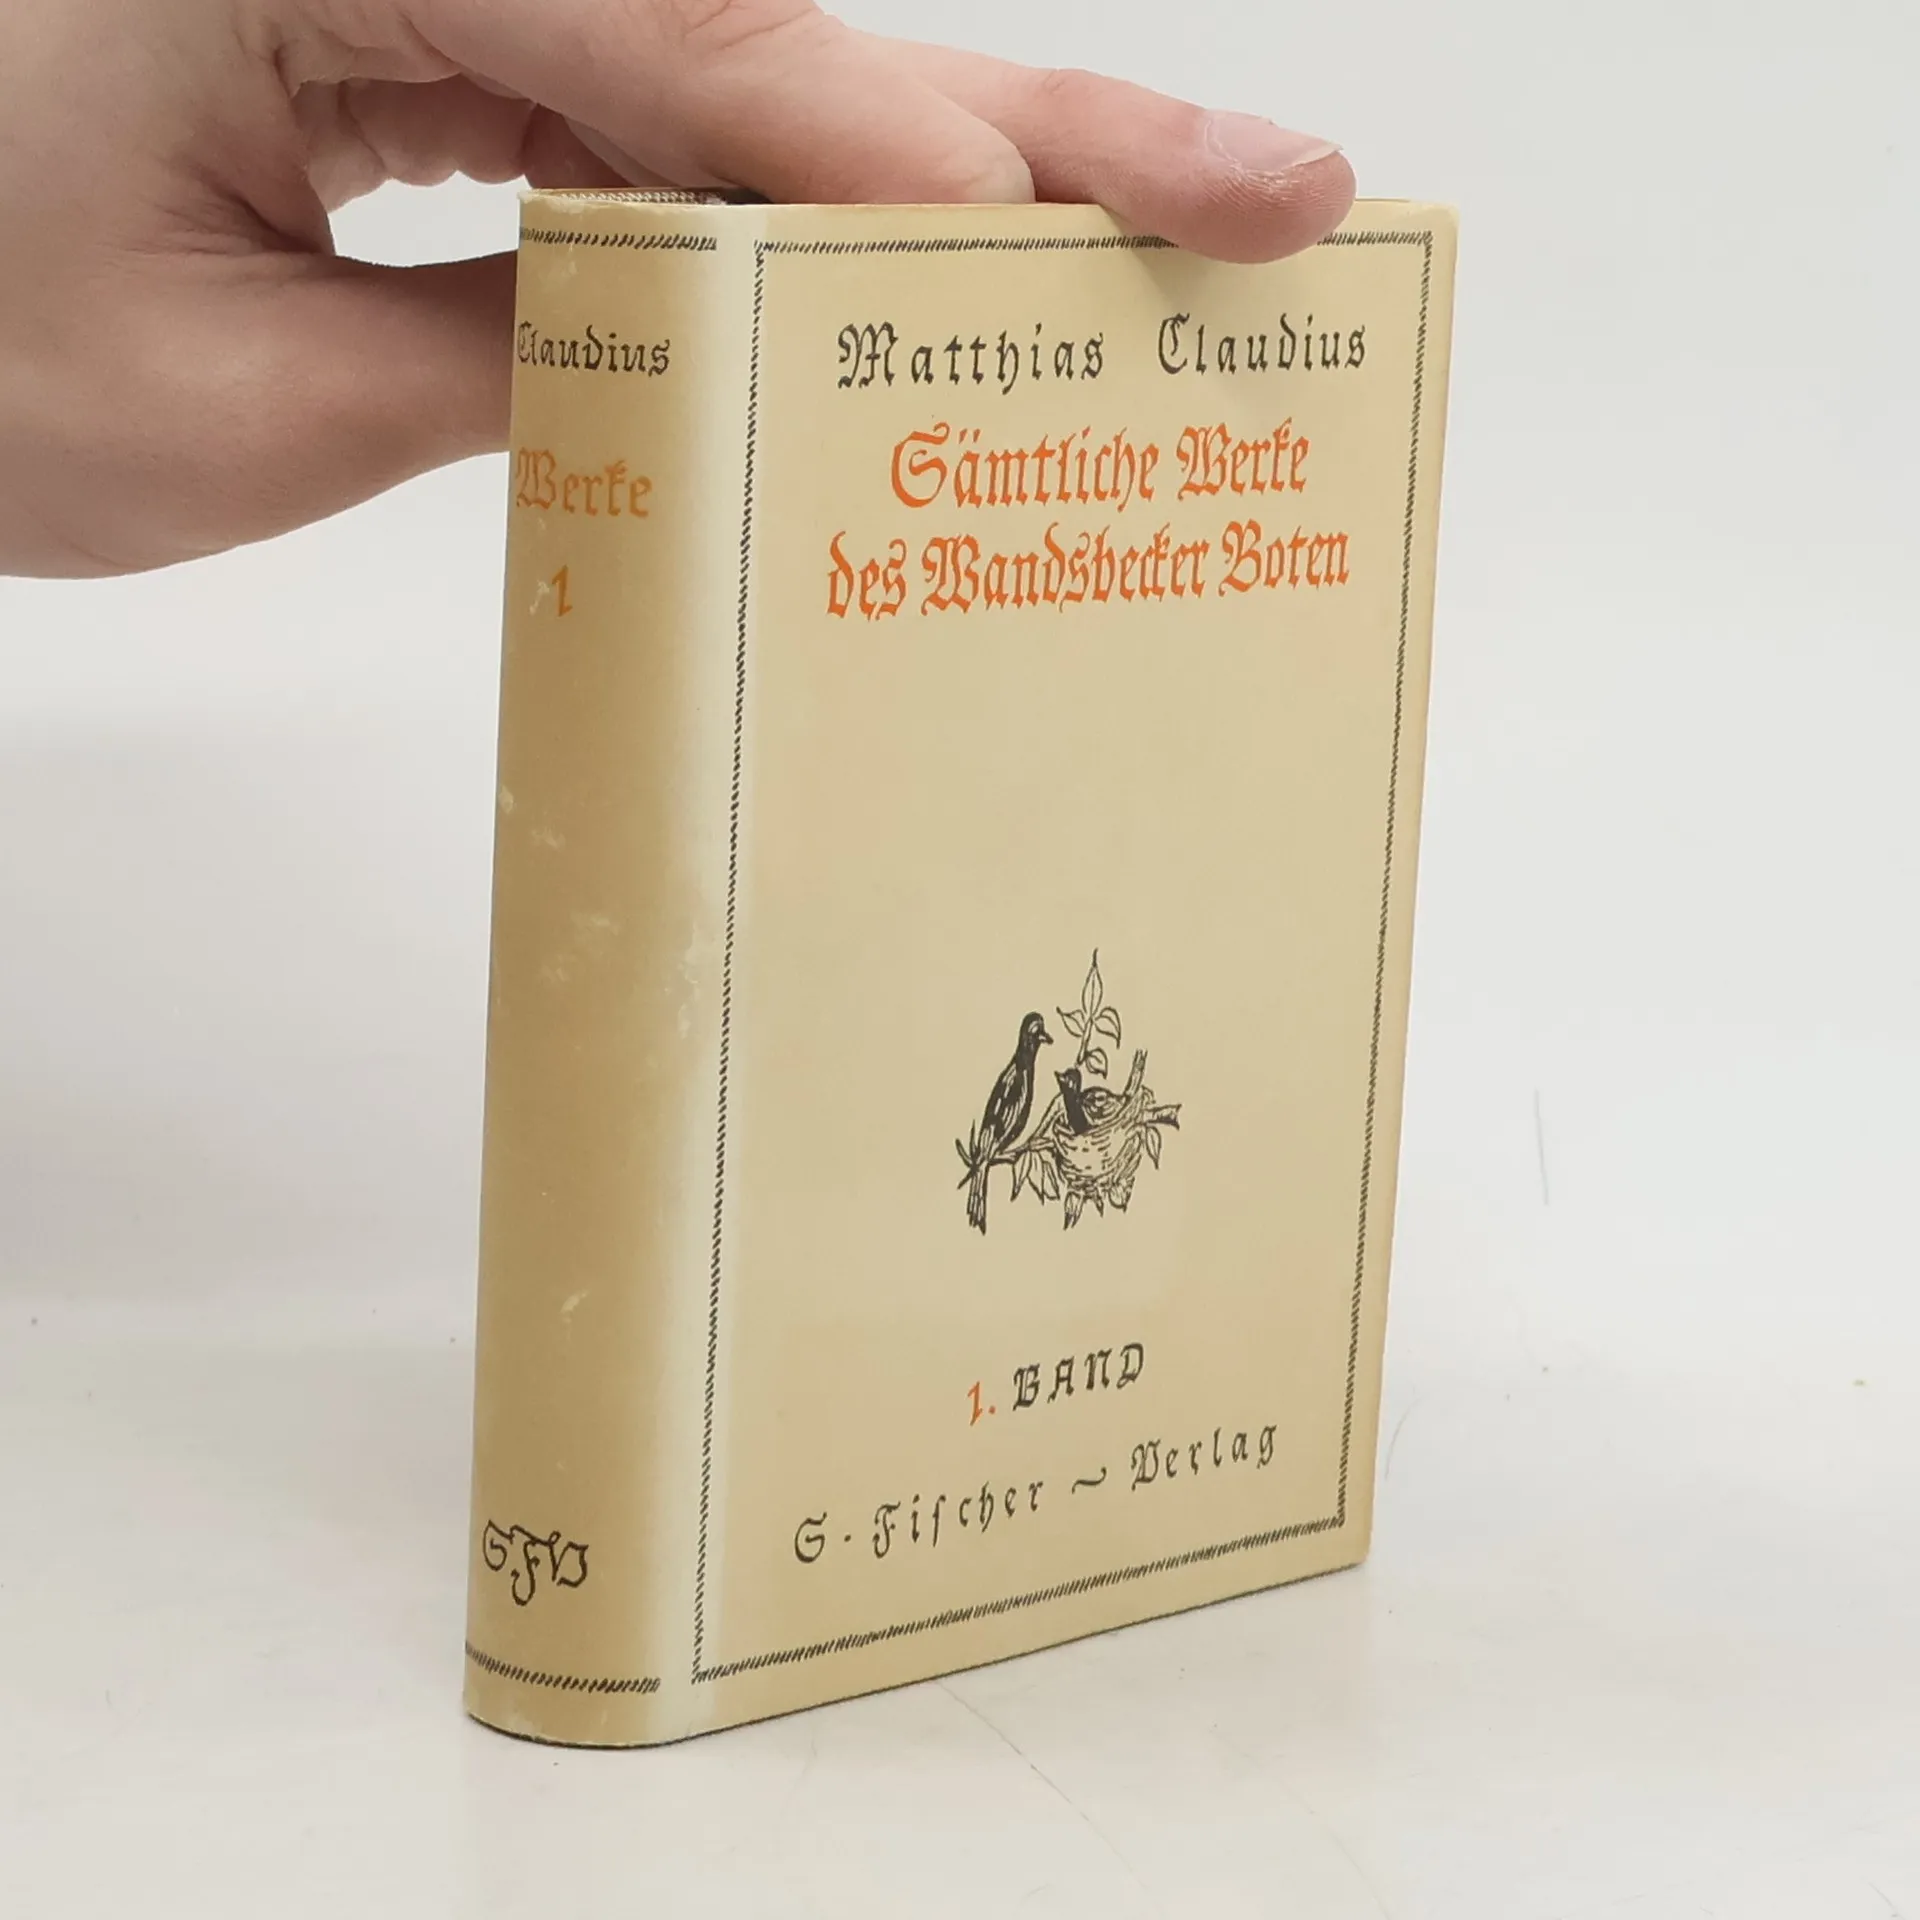 Claudius
Werke
1
SFV
Matthias Claudius
Sämtliche Werke
des Wandsbecker Boten
1. BAND
S. Fiſcher ~ Verlag